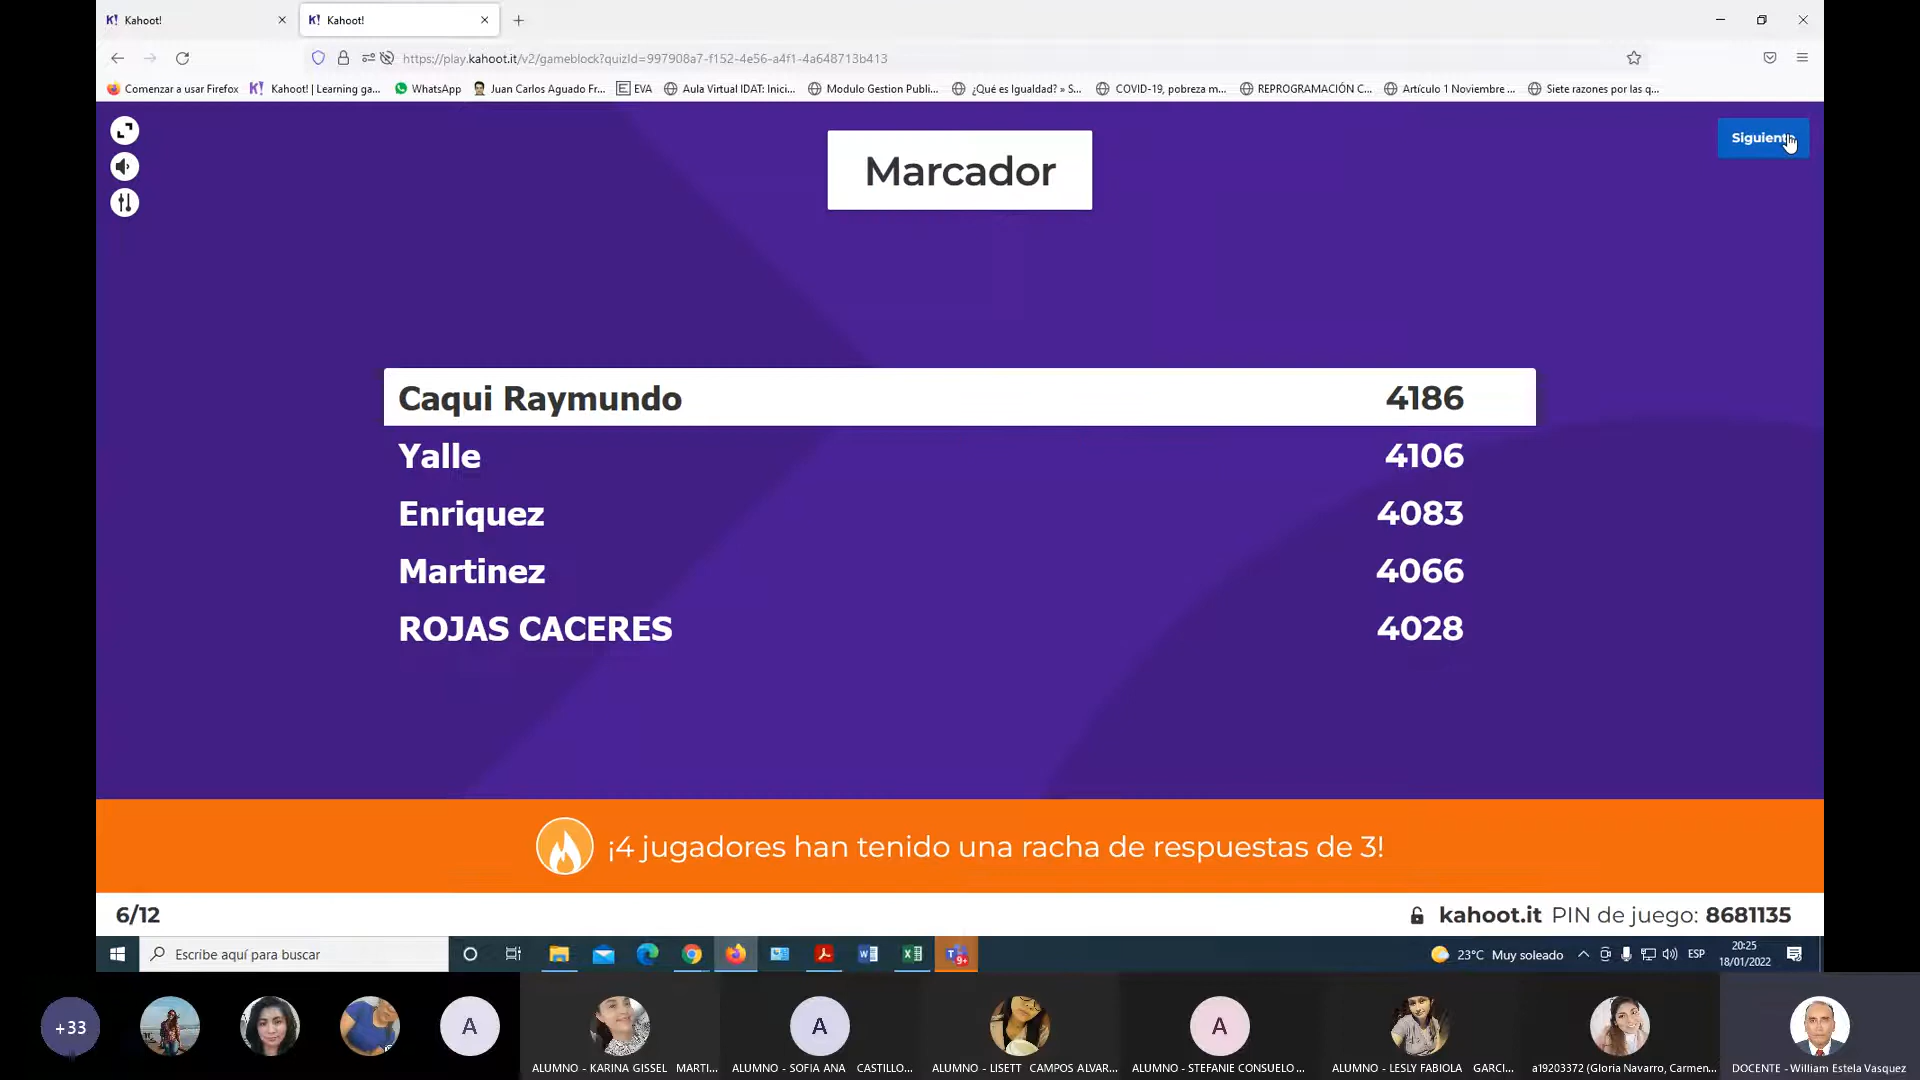 Kahoot!
Kahoot!
https://play.kahoot.it/v2/gameblock?quizId=997908a7-f152-4e56-a4f1-4a648713b413
Comenzar a usar Firefox Kahoot! | Learning ga... WhatsApp Juan Carlos Aguado Fr... EVA Aula Virtual IDAT: Inici... Modulo Gestion Publi... ¿Qué es Igualdad? » S... COVID-19, pobreza m... REPROGRAMACIÓN C... Artículo 1 Noviembre ... Siete razones por las q...
Siguiente
Marcador
Caqui Raymundo 4186
Yalle 4106
Enriquez 4083
Martinez 4066
ROJAS CACERES 4028
¡4 jugadores han tenido una racha de respuestas de 3!
6/12 kahoot.it PIN de juego: 8681135
Escribe aquí para buscar 9+ 23°C Muy soleado ESP 20:25
18/01/2022
+33 A A A
ALUMNO - KARINA GISSEL MARTI... ALUMNO - SOFIA ANA CASTILLO... ALUMNO - LISETT CAMPOS ALVAR... ALUMNO - STEFANIE CONSUELO ... ALUMNO - LESLY FABIOLA GARCI... a19203372 (Gloria Navarro, Carmen... DOCENTE - William Estela Vasquez